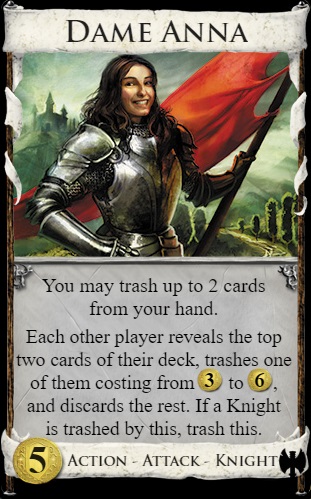 DAME ANNA
You may trash up to 2 cards
from your hand.
Each other player reveals the top
two cards of their deck, trashes one
of them costing from 3 to 6,
and discards the rest. If a Knight
is trashed by this, trash this.
5 ACTION - ATTACK - KNIGHT